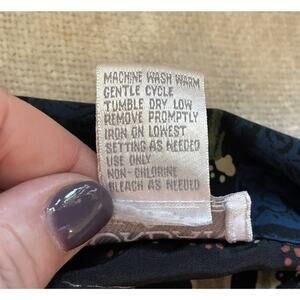 MACHINE WASH WARM
GENTLE CYCLE
TUMBLE DRY LOW
REMOVE PROMPTLY
IRON ON LOWEST
SETTING AS NEEDED
USE ONLY
NON-CHLORINE
BLEACH AS NEEDED